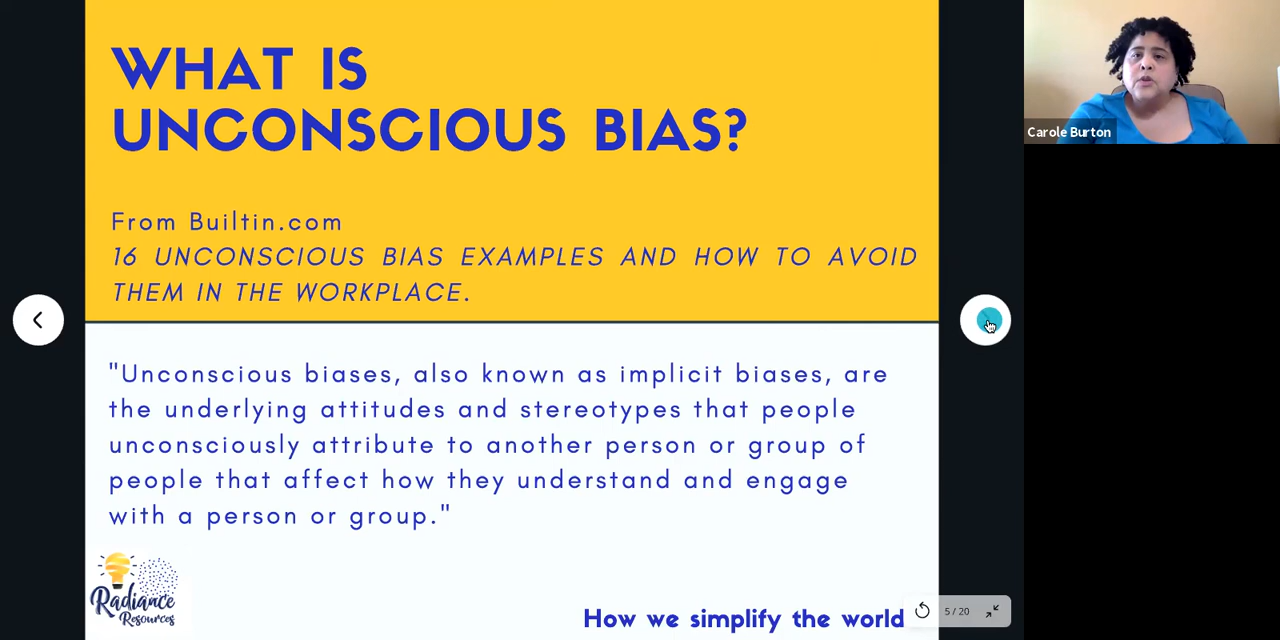 WHAT IS
UNCONSCIOUS BIAS?
From Builtin.com
16 UNCONSCIOUS BIAS EXAMPLES AND HOW TO AVOID
THEM IN THE WORKPLACE.
"Unconscious biases, also known as implicit biases, are
the underlying attitudes and stereotypes that people
unconsciously attribute to another person or group of
people that affect how they understand and engage
with a person or group."
Radiance
Resources
How we simplify the world
5 / 20
Carole Burton